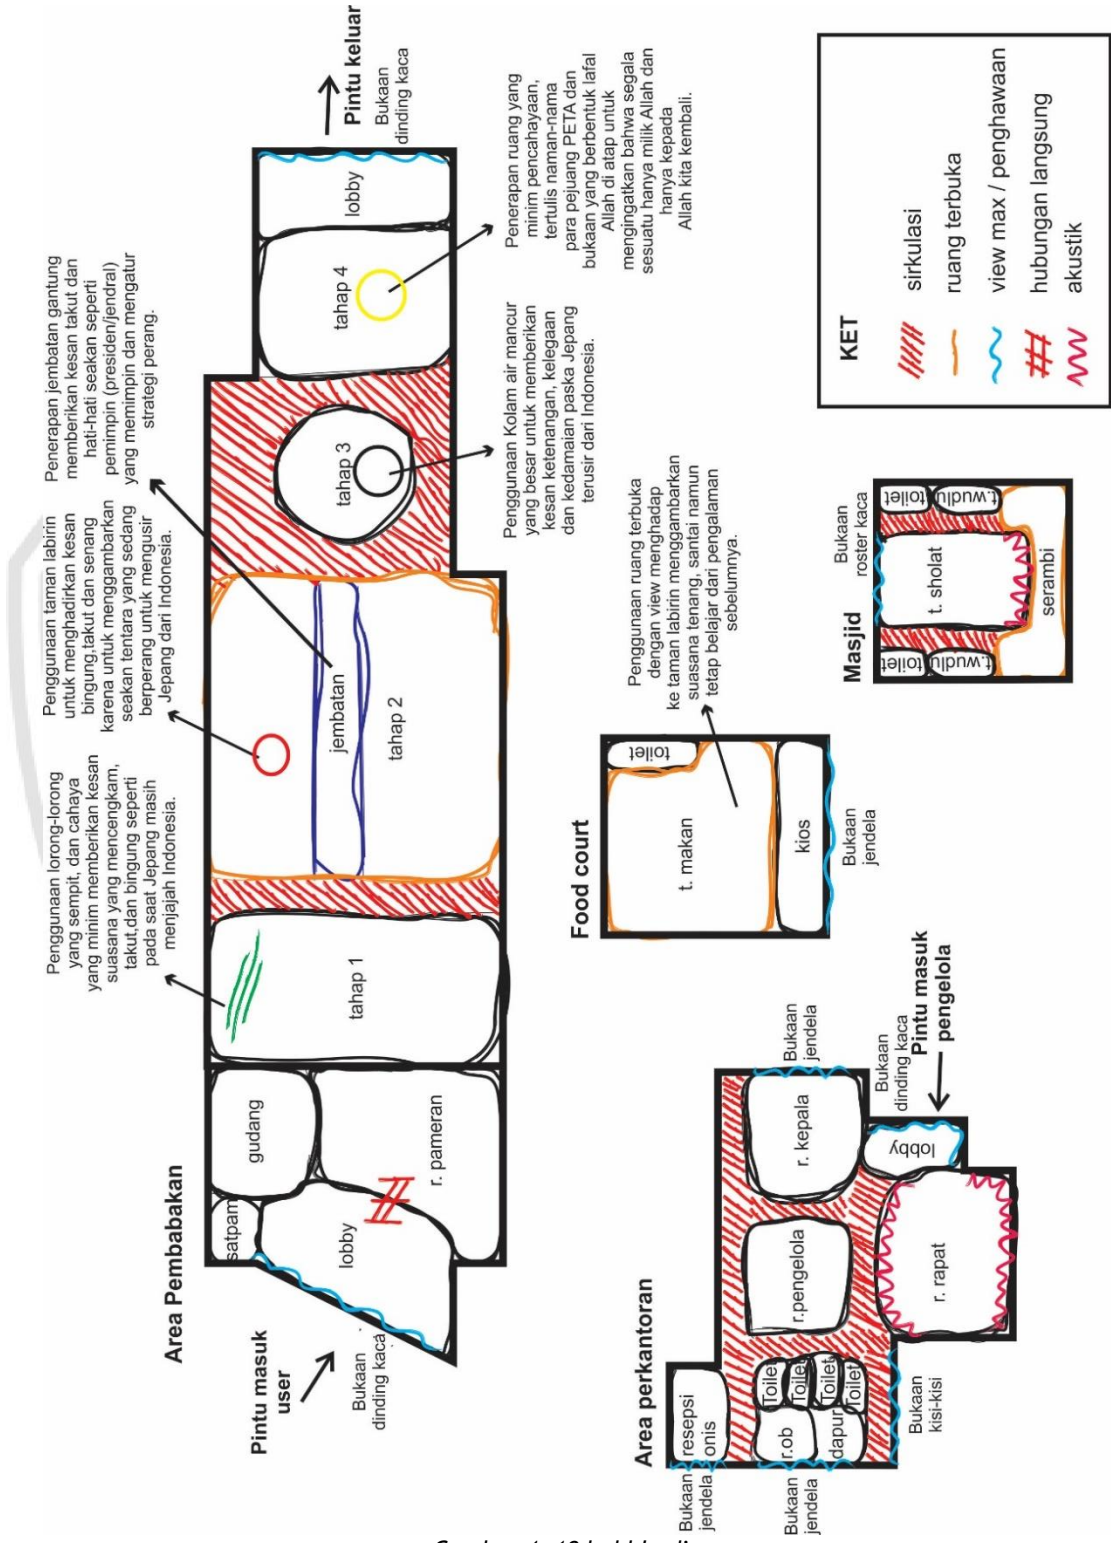 Area Pembabakan
Penggunaan lorong-lorong
yang sempit, dan cahaya
yang minim memberikan kesan
suasana yang mencengkam,
takut,dan bingung seperti
pada saat Jepang masih
menjajah Indonesia.
Penggunaan taman labirin
untuk menghadirkan kesan
bingung,takut dan senang
karena untuk menggambarkan
seakan tentara yang sedang
berperang untuk mengusir
Jepang dari Indonesia.
Penerapan jembatan gantung
memberikan kesan takut dan
hati-hati seakan seperti
pemimpin (presiden/jendral)
yang memimpin dan mengatur
strategi perang.
Pintu masuk
user
Bukaan
dinding kaca
satpam
gudang
lobby
r. pameran
tahap 1
jembatan
tahap 2
tahap 3
tahap 4
lobby
Pintu keluar
Bukaan
dinding kaca
Penggunaan Kolam air mancur
yang besar untuk memberikan
kesan ketenangan, kelegaan
dan kedamaian paska Jepang
terusir dari Indonesia.
Penerapan ruang yang
minim pencahayaan,
tertulis naman-nama
para pejuang PETA dan
bukaan yang berbentuk lafal
Allah di atap untuk
mengingatkan bahwa segala
sesuatu hanya milik Allah dan
hanya kepada
Allah kita kembali.
Area perkantoran
resepsi
onis
Bukaan
jendela
r.ob
dapur
Toilet
Toilet
Toilet
Toilet
Bukaan
jendela
r.pengelola
r. kepala
Bukaan
jendela
lobby
Bukaan
dinding kaca
Pintu masuk
pengelola
r. rapat
Bukaan
kisi-kisi
Food court
t. makan
toilet
kios
Bukaan
jendela
Penggunaan ruang terbuka
dengan view menghadap
ke taman labirin menggambarkan
suasana tenang, santai namun
tetap belajar dari pengalaman
sebelumnya.
Masjid
Bukaan
roster kaca
toilet
t.wudlu
t. sholat
toilet
t.wudlu
serambi
KET
sirkulasi
ruang terbuka
view max / penghawaan
hubungan langsung
akustik